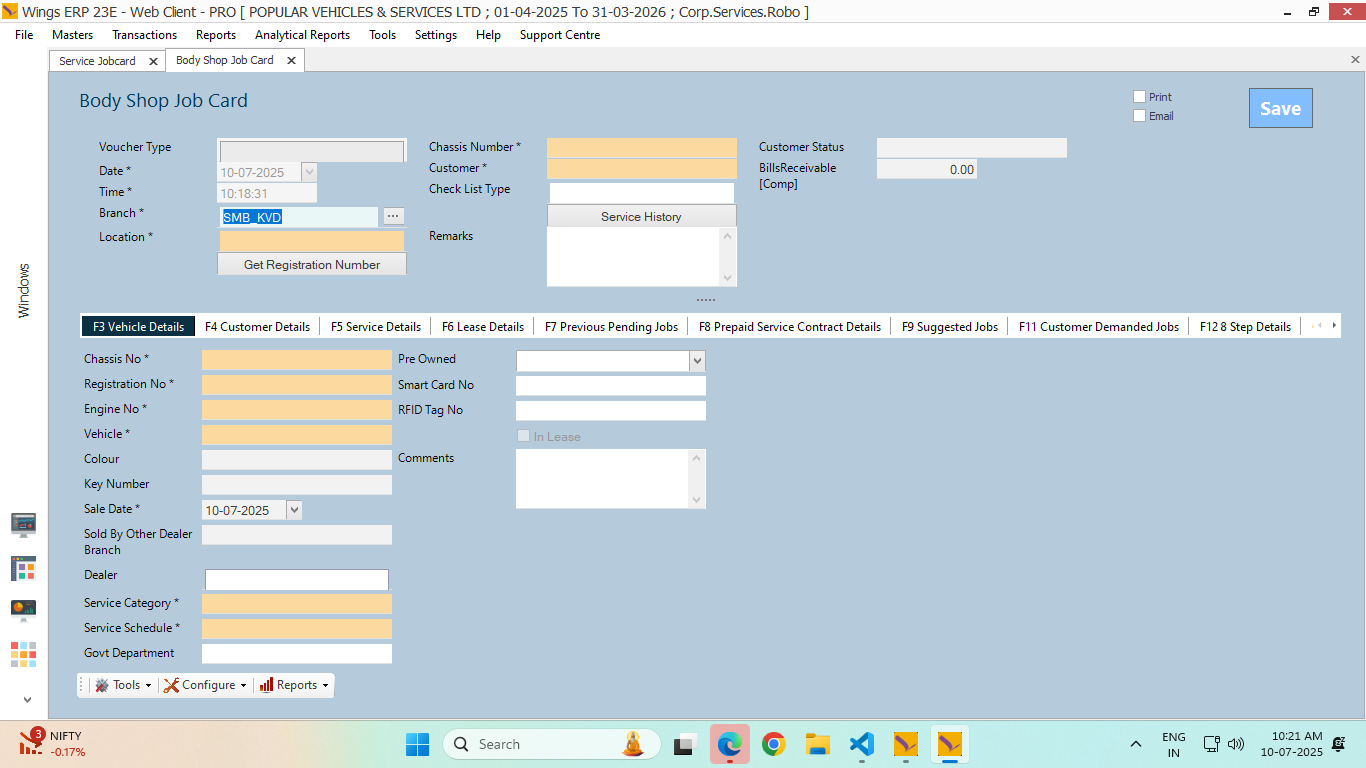 Wings ERP 23E - Web Client - PRO [ POPULAR VEHICLES & SERVICES LTD ; 01-04-2025 To 31-03-2026 ; Corp.Services.Robo ]
File Masters Transactions Reports Analytical Reports Tools Settings Help Support Centre
Service Jobcard Body Shop Job Card
Body Shop Job Card
Print
Email
Save
Voucher Type
Date * 10-07-2025
Time * 10:18:31
Branch * SMB_KVD ...
Location *
Get Registration Number
Chassis Number *
Customer *
Check List Type
Service History
Remarks
Customer Status
BillsReceivable [Comp] 0.00
Windows
F3 Vehicle Details F4 Customer Details F5 Service Details F6 Lease Details F7 Previous Pending Jobs F8 Prepaid Service Contract Details F9 Suggested Jobs F11 Customer Demanded Jobs F12 8 Step Details
Chassis No *
Registration No *
Engine No *
Vehicle *
Colour
Key Number
Sale Date * 10-07-2025
Sold By Other Dealer
Branch
Dealer
Service Category *
Service Schedule *
Govt Department
Pre Owned
Smart Card No
RFID Tag No
In Lease
Comments
Tools Configure Reports
3 NIFTY
-0.17%
Search
ENG
IN
10:21 AM
10-07-2025